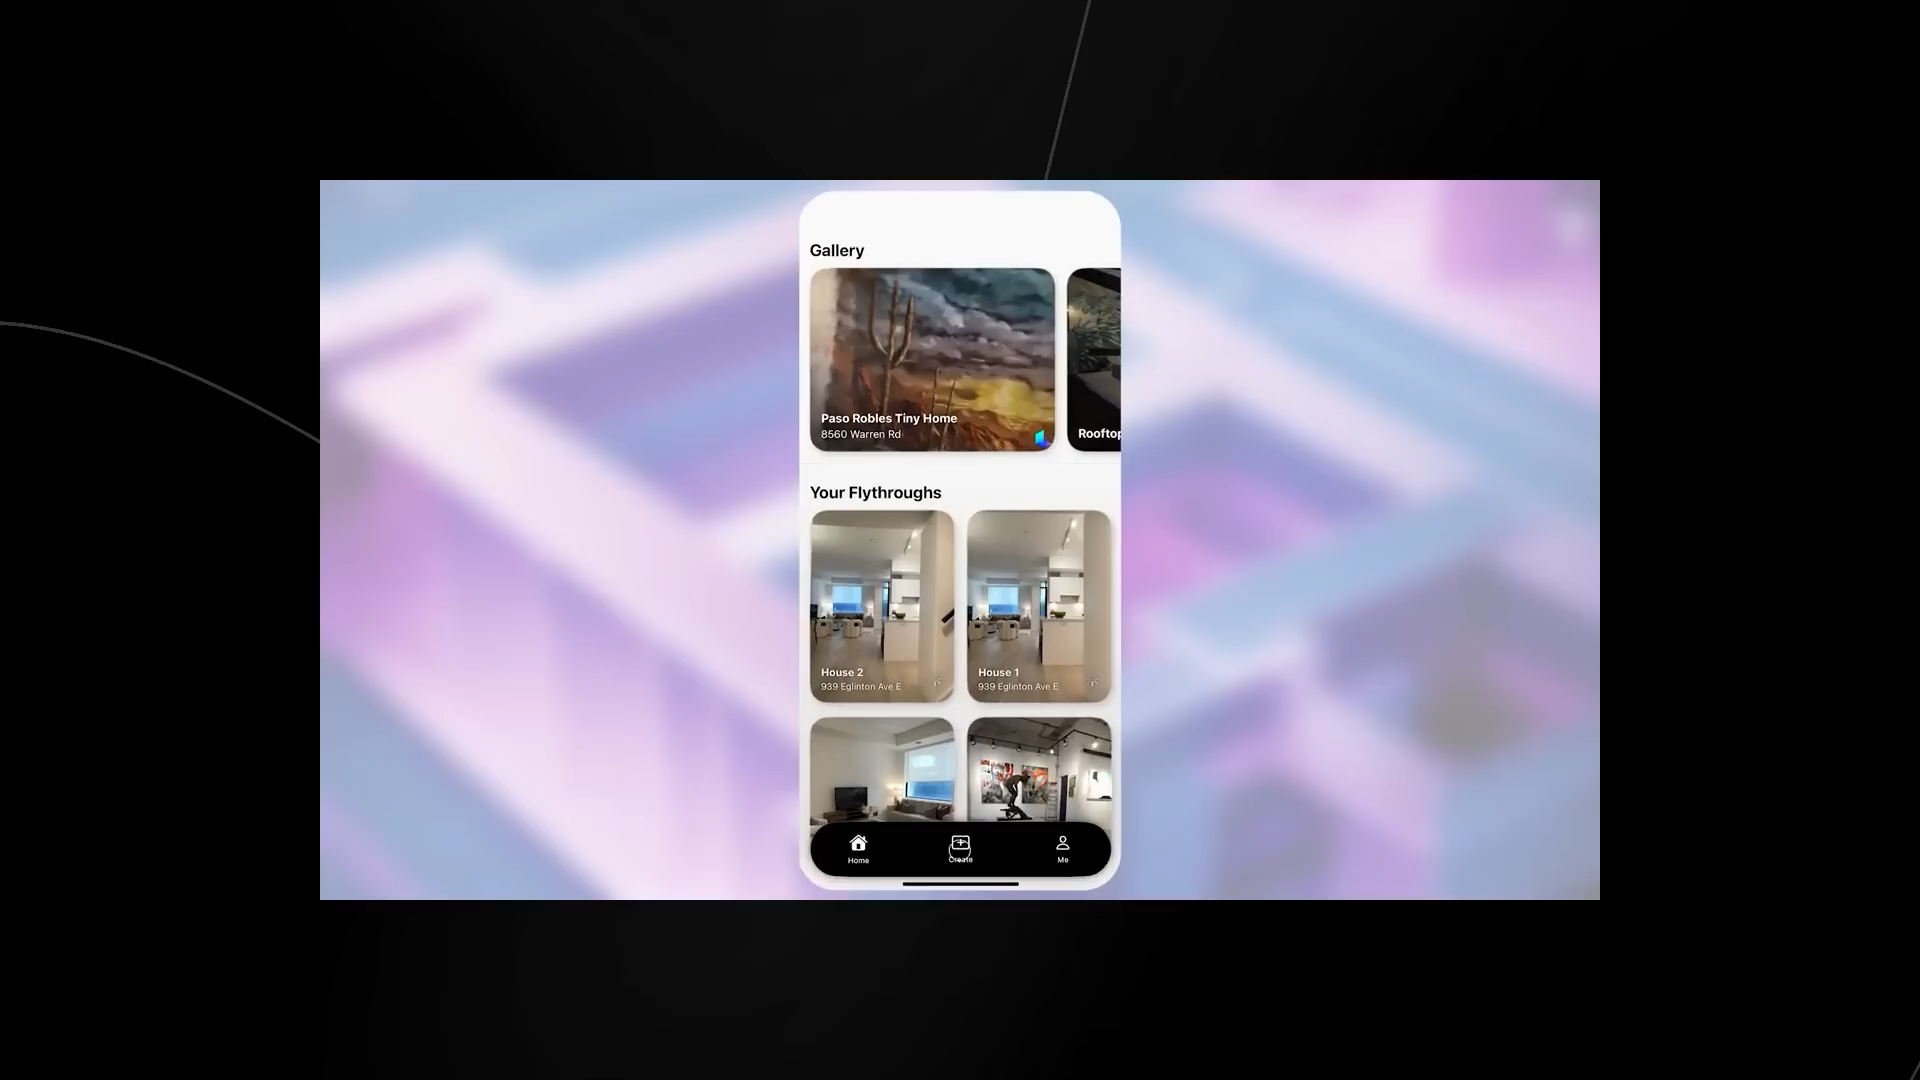 Gallery
Paso Robles Tiny Home
8560 Warren Rd
Rooftop
Your Flythroughs
House 2
939 Eglinton Ave E
House 1
939 Eglinton Ave E
Home
Create
Me